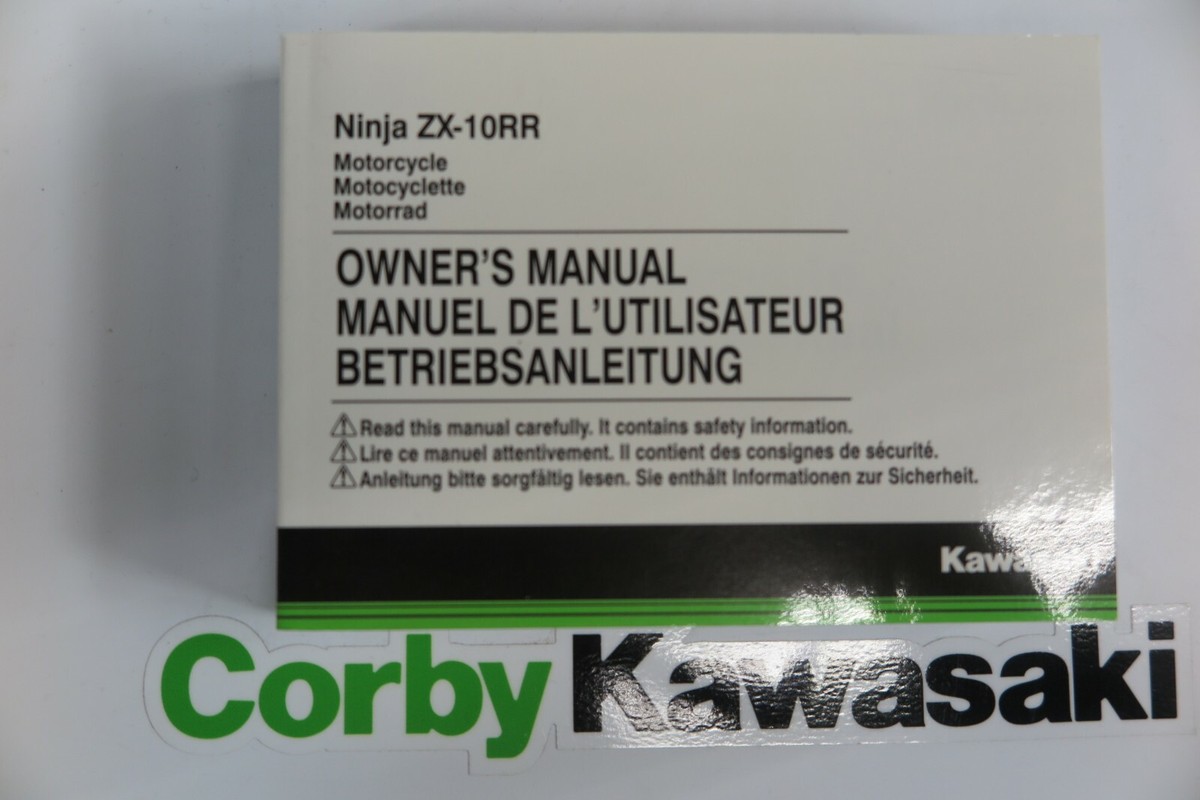 Ninja ZX-10RR
Motorcycle
Motocyclette
Motorrad
OWNER'S MANUAL
MANUEL DE L'UTILISATEUR
BETRIEBSANLEITUNG
Read this manual carefully. It contains safety information.
Lire ce manuel attentivement. Il contient des consignes de sécurité.
Anleitung bitte sorgfältig lesen. Sie enthält Informationen zur Sicherheit.
Corby Kawasaki